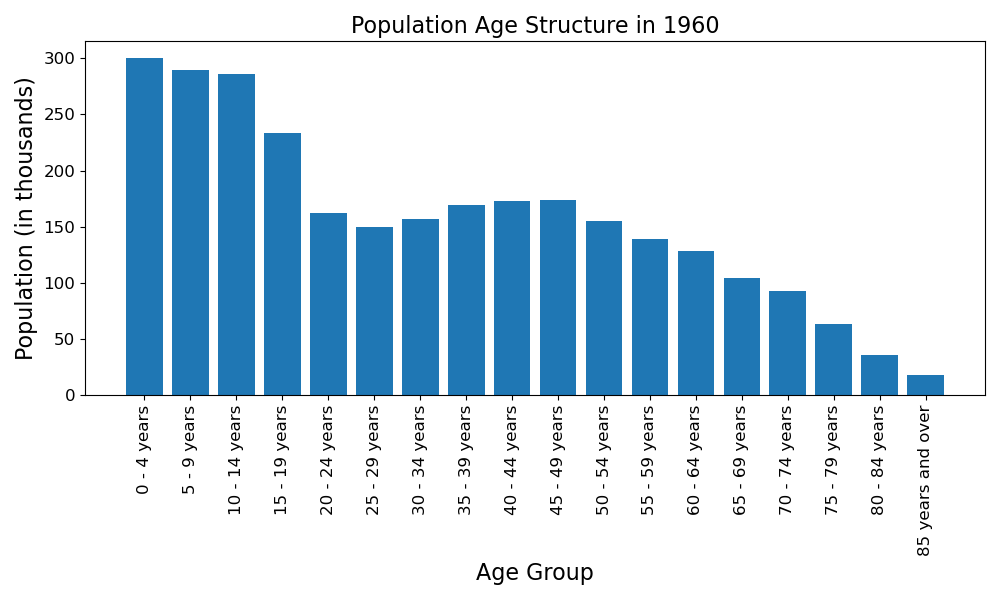 Population Age Structure in 1960
Population (in thousands)
300
250
200
150
100
50
0
0 - 4 years
5 - 9 years
10 - 14 years
15 - 19 years
20 - 24 years
25 - 29 years
30 - 34 years
35 - 39 years
40 - 44 years
45 - 49 years
50 - 54 years
55 - 59 years
60 - 64 years
65 - 69 years
70 - 74 years
75 - 79 years
80 - 84 years
85 years and over
Age Group